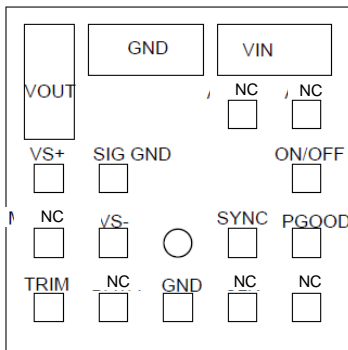 GND VIN
VOUT NC NC
VS+ SIG GND ON/OFF
NC VS- SYNC PGOOD
TRIM NC GND NC NC